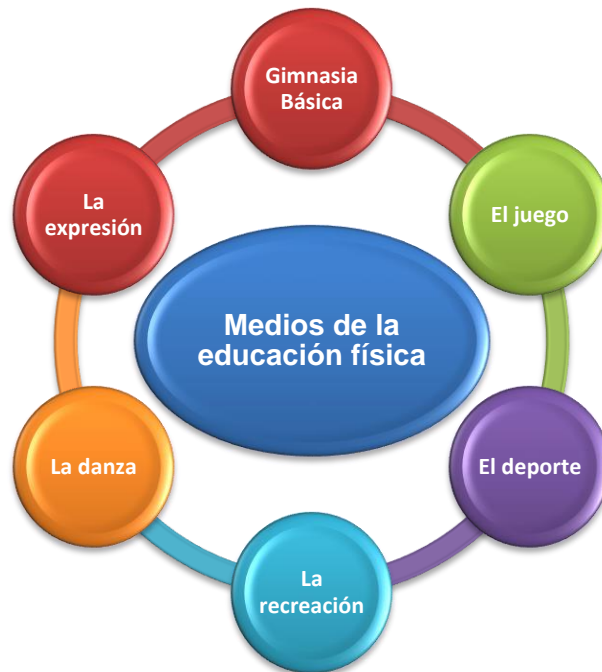 Gimnasia
Básica
El juego
El deporte
La
recreación
La danza
La
expresión
Medios de la
educación física